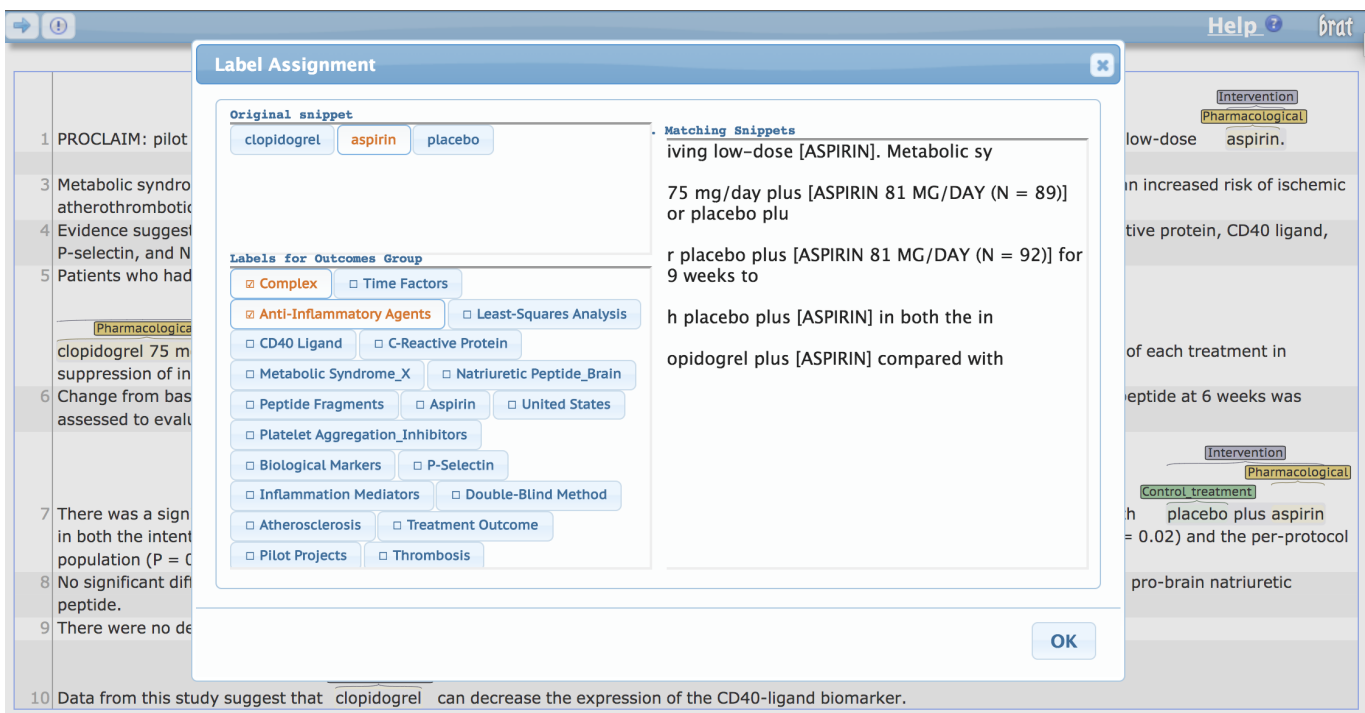 Help ?
brat
Label Assignment
Original snippet
clopidogrel aspirin placebo
Labels for Outcomes Group
Complex Time Factors
Anti-Inflammatory Agents Least-Squares Analysis
CD40 Ligand C-Reactive Protein
Metabolic Syndrome_X Natriuretic Peptide_Brain
Peptide Fragments Aspirin United States
Platelet Aggregation_Inhibitors
Biological Markers P-Selectin
Inflammation Mediators Double-Blind Method
Atherosclerosis Treatment Outcome
Pilot Projects Thrombosis
. Matching Snippets
iving low-dose [ASPIRIN]. Metabolic sy
75 mg/day plus [ASPIRIN 81 MG/DAY (N = 89)]
or placebo plu
r placebo plus [ASPIRIN 81 MG/DAY (N = 92)] for
9 weeks to
h placebo plus [ASPIRIN] in both the in
opidogrel plus [ASPIRIN] compared with
OK
Intervention
Pharmacological
1 PROCLAIM: pilot low-dose aspirin.
3 Metabolic syndro n increased risk of ischemic
atherothrombotic
4 Evidence suggest tive protein, CD40 ligand,
P-selectin, and N
5 Patients who had
Pharmacologica
clopidogrel 75 m of each treatment in
suppression of in
6 Change from bas peptide at 6 weeks was
assessed to evalu
Intervention
Pharmacological
Control_treatment
7 There was a sign h placebo plus aspirin
in both the intent = 0.02) and the per-protocol
population (P = 0
8 No significant diff pro-brain natriuretic
peptide.
9 There were no de
10 Data from this study suggest that clopidogrel can decrease the expression of the CD40-ligand biomarker.